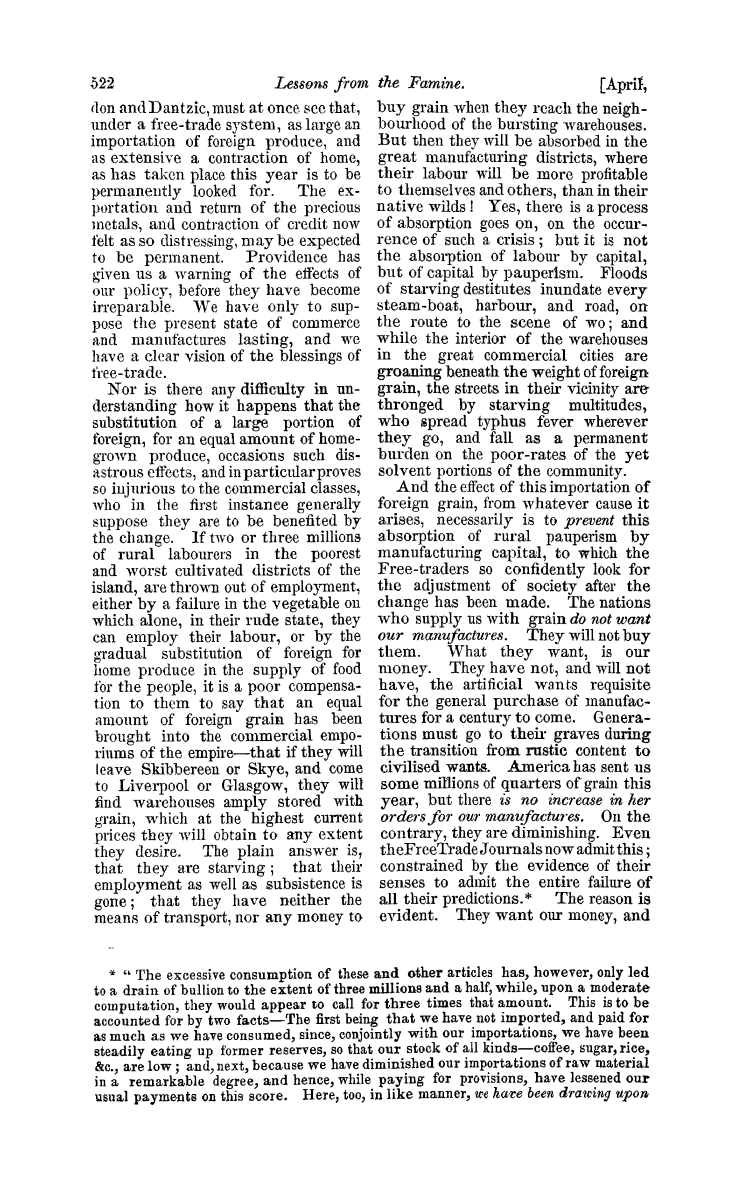 522 Lessons from the Famine. [April,
don and Dantzic, must at once see that,
under a free-trade system, as large an
importation of foreign produce, and
as extensive a contraction of home,
as has taken place this year is to be
permanently looked for. The ex-
portation and return of the precious
metals, and contraction of credit now
felt as so distressing, may be expected
to be permanent. Providence has
given us a warning of the effects of
our policy, before they have become
irreparable. We have only to sup-
pose the present state of commerce
and manufactures lasting, and we
have a clear vision of the blessings of
free-trade.
Nor is there any difficulty in un-
derstanding how it happens that the
substitution of a large portion of
foreign, for an equal amount of home-
grown produce, occasions such dis-
astrous effects, and in particular proves
so injurious to the commercial classes,
who in the first instance generally
suppose they are to be benefited by
the change. If two or three millions
of rural labourers in the poorest
and worst cultivated districts of the
island, are thrown out of employment,
either by a failure in the vegetable on
which alone, in their rude state, they
can employ their labour, or by the
gradual substitution of foreign for
home produce in the supply of food
for the people, it is a poor compensa-
tion to them to say that an equal
amount of foreign grain has been
brought into the commercial empo-
riums of the empire—that if they will
leave Skibbereen or Skye, and come
to Liverpool or Glasgow, they will
find warehouses amply stored with
grain, which at the highest current
prices they will obtain to any extent
they desire. The plain answer is,
that they are starving; that their
employment as well as subsistence is
gone; that they have neither the
means of transport, nor any money to
buy grain when they reach the neigh-
bourhood of the bursting warehouses.
But then they will be absorbed in the
great manufacturing districts, where
their labour will be more profitable
to themselves and others, than in their
native wilds! Yes, there is a process
of absorption goes on, on the occur-
rence of such a crisis; but it is not
the absorption of labour by capital,
but of capital by pauperism. Floods
of starving destitutes inundate every
steam-boat, harbour, and road, on
the route to the scene of wo; and
while the interior of the warehouses
in the great commercial cities are
groaning beneath the weight of foreign
grain, the streets in their vicinity are
thronged by starving multitudes,
who spread typhus fever wherever
they go, and fall as a permanent
burden on the poor-rates of the yet
solvent portions of the community.
And the effect of this importation of
foreign grain, from whatever cause it
arises, necessarily is to prevent this
absorption of rural pauperism by
manufacturing capital, to which the
Free-traders so confidently look for
the adjustment of society after the
change has been made. The nations
who supply us with grain do not want
our manufactures. They will not buy
them. What they want, is our
money. They have not, and will not
have, the artificial wants requisite
for the general purchase of manufac-
tures for a century to come. Genera-
tions must go to their graves during
the transition from rustic content to
civilised wants. America has sent us
some millions of quarters of grain this
year, but there is no increase in her
orders for our manufactures. On the
contrary, they are diminishing. Even
the Free Trade Journals now admit this;
constrained by the evidence of their
senses to admit the entire failure of
all their predictions.* The reason is
evident. They want our money, and
* " The excessive consumption of these and other articles has, however, only led
to a drain of bullion to the extent of three millions and a half, while, upon a moderate
computation, they would appear to call for three times that amount. This is to be
accounted for by two facts—The first being that we have not imported, and paid for
as much as we have consumed, since, conjointly with our importations, we have been
steadily eating up former reserves, so that our stock of all kinds—coffee, sugar, rice,
&c., are low; and, next, because we have diminished our importations of raw material
in a remarkable degree, and hence, while paying for provisions, have lessened our
usual payments on this score. Here, too, in like manner, we have been drawing upon